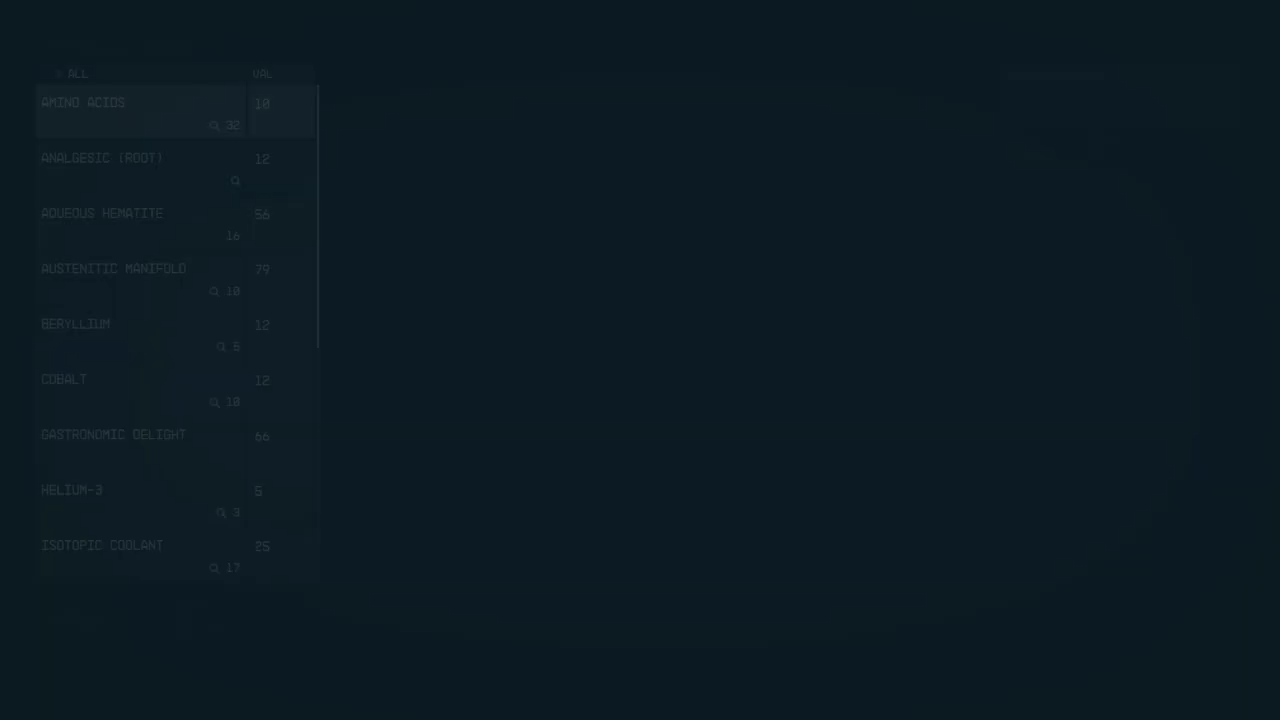 ALL VAL
AMINO ACIDS 10
32
ANALGESIC (ROOT) 12
AQUEOUS HEMATITE 56
16
AUSTENITIC MANIFOLD 79
10
BERYLLIUM 12
5
COBALT 12
10
GASTRONOMIC DELIGHT 66
HELIUM-3 5
3
ISOTOPIC COOLANT 25
17